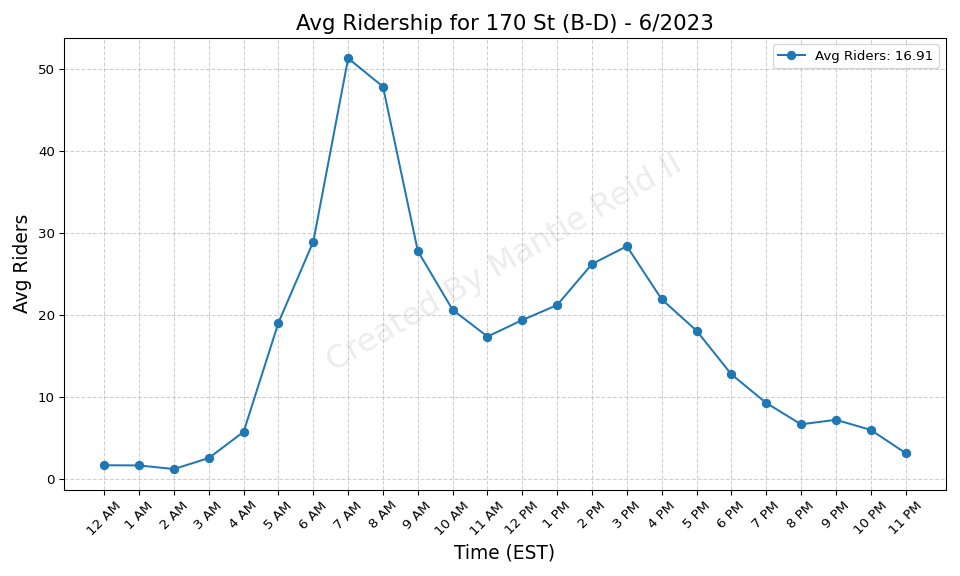 Avg Ridership for 170 St (B-D) - 6/2023
Avg Riders: 16.91
50
40
30
20
10
0
Avg Riders
Created By Mantie Reid II
12 AM
1 AM
2 AM
3 AM
4 AM
5 AM
6 AM
7 AM
8 AM
9 AM
10 AM
11 AM
12 PM
1 PM
2 PM
3 PM
4 PM
5 PM
6 PM
7 PM
8 PM
9 PM
10 PM
11 PM
Time (EST)